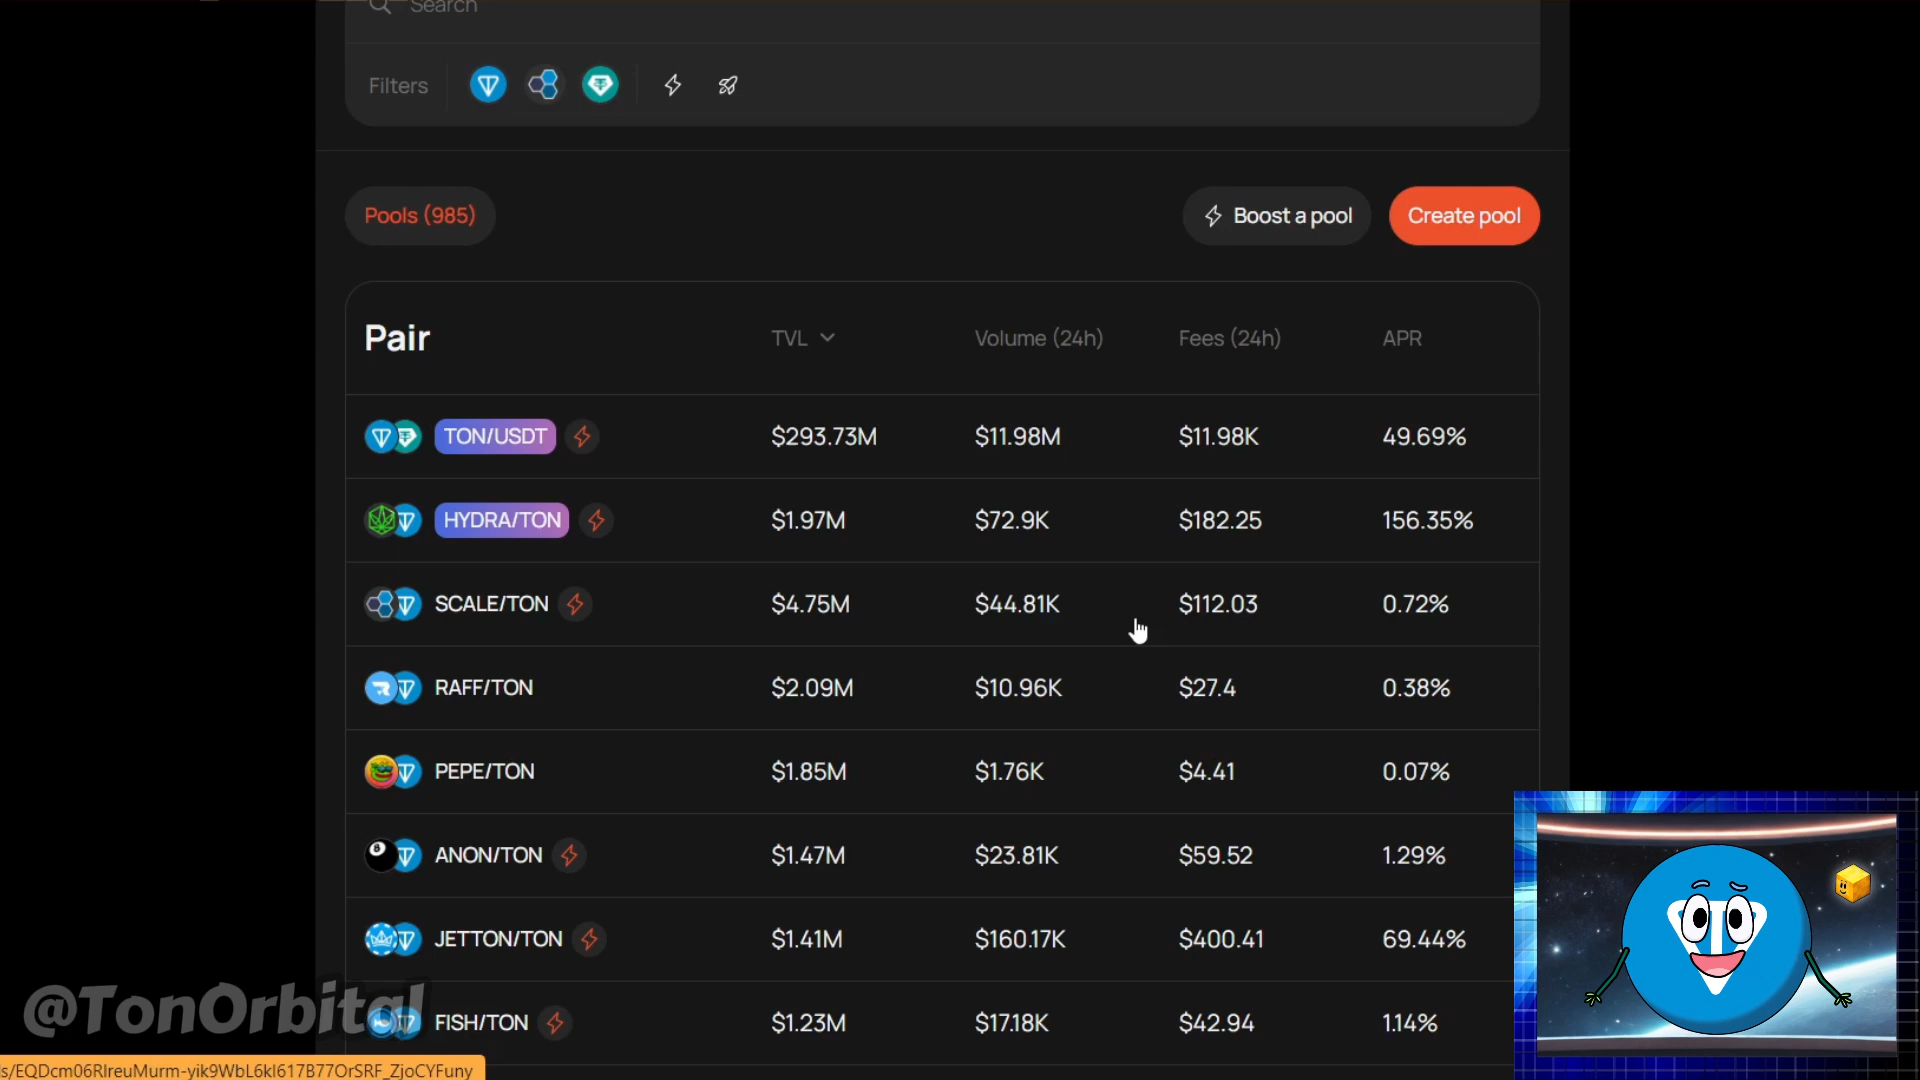 Search
Filters
Pools (985)
Boost a pool
Create pool
Pair TVL Volume (24h) Fees (24h) APR
TON/USDT $293.73M $11.98M $11.98K 49.69%
HYDRA/TON $1.97M $72.9K $182.25 156.35%
SCALE/TON $4.75M $44.81K $112.03 0.72%
RAFF/TON $2.09M $10.96K $27.4 0.38%
PEPE/TON $1.85M $1.76K $4.41 0.07%
ANON/TON $1.47M $23.81K $59.52 1.29%
JETTON/TON $1.41M $160.17K $400.41 69.44%
FISH/TON $1.23M $17.18K $42.94 1.14%
@TonOrbital